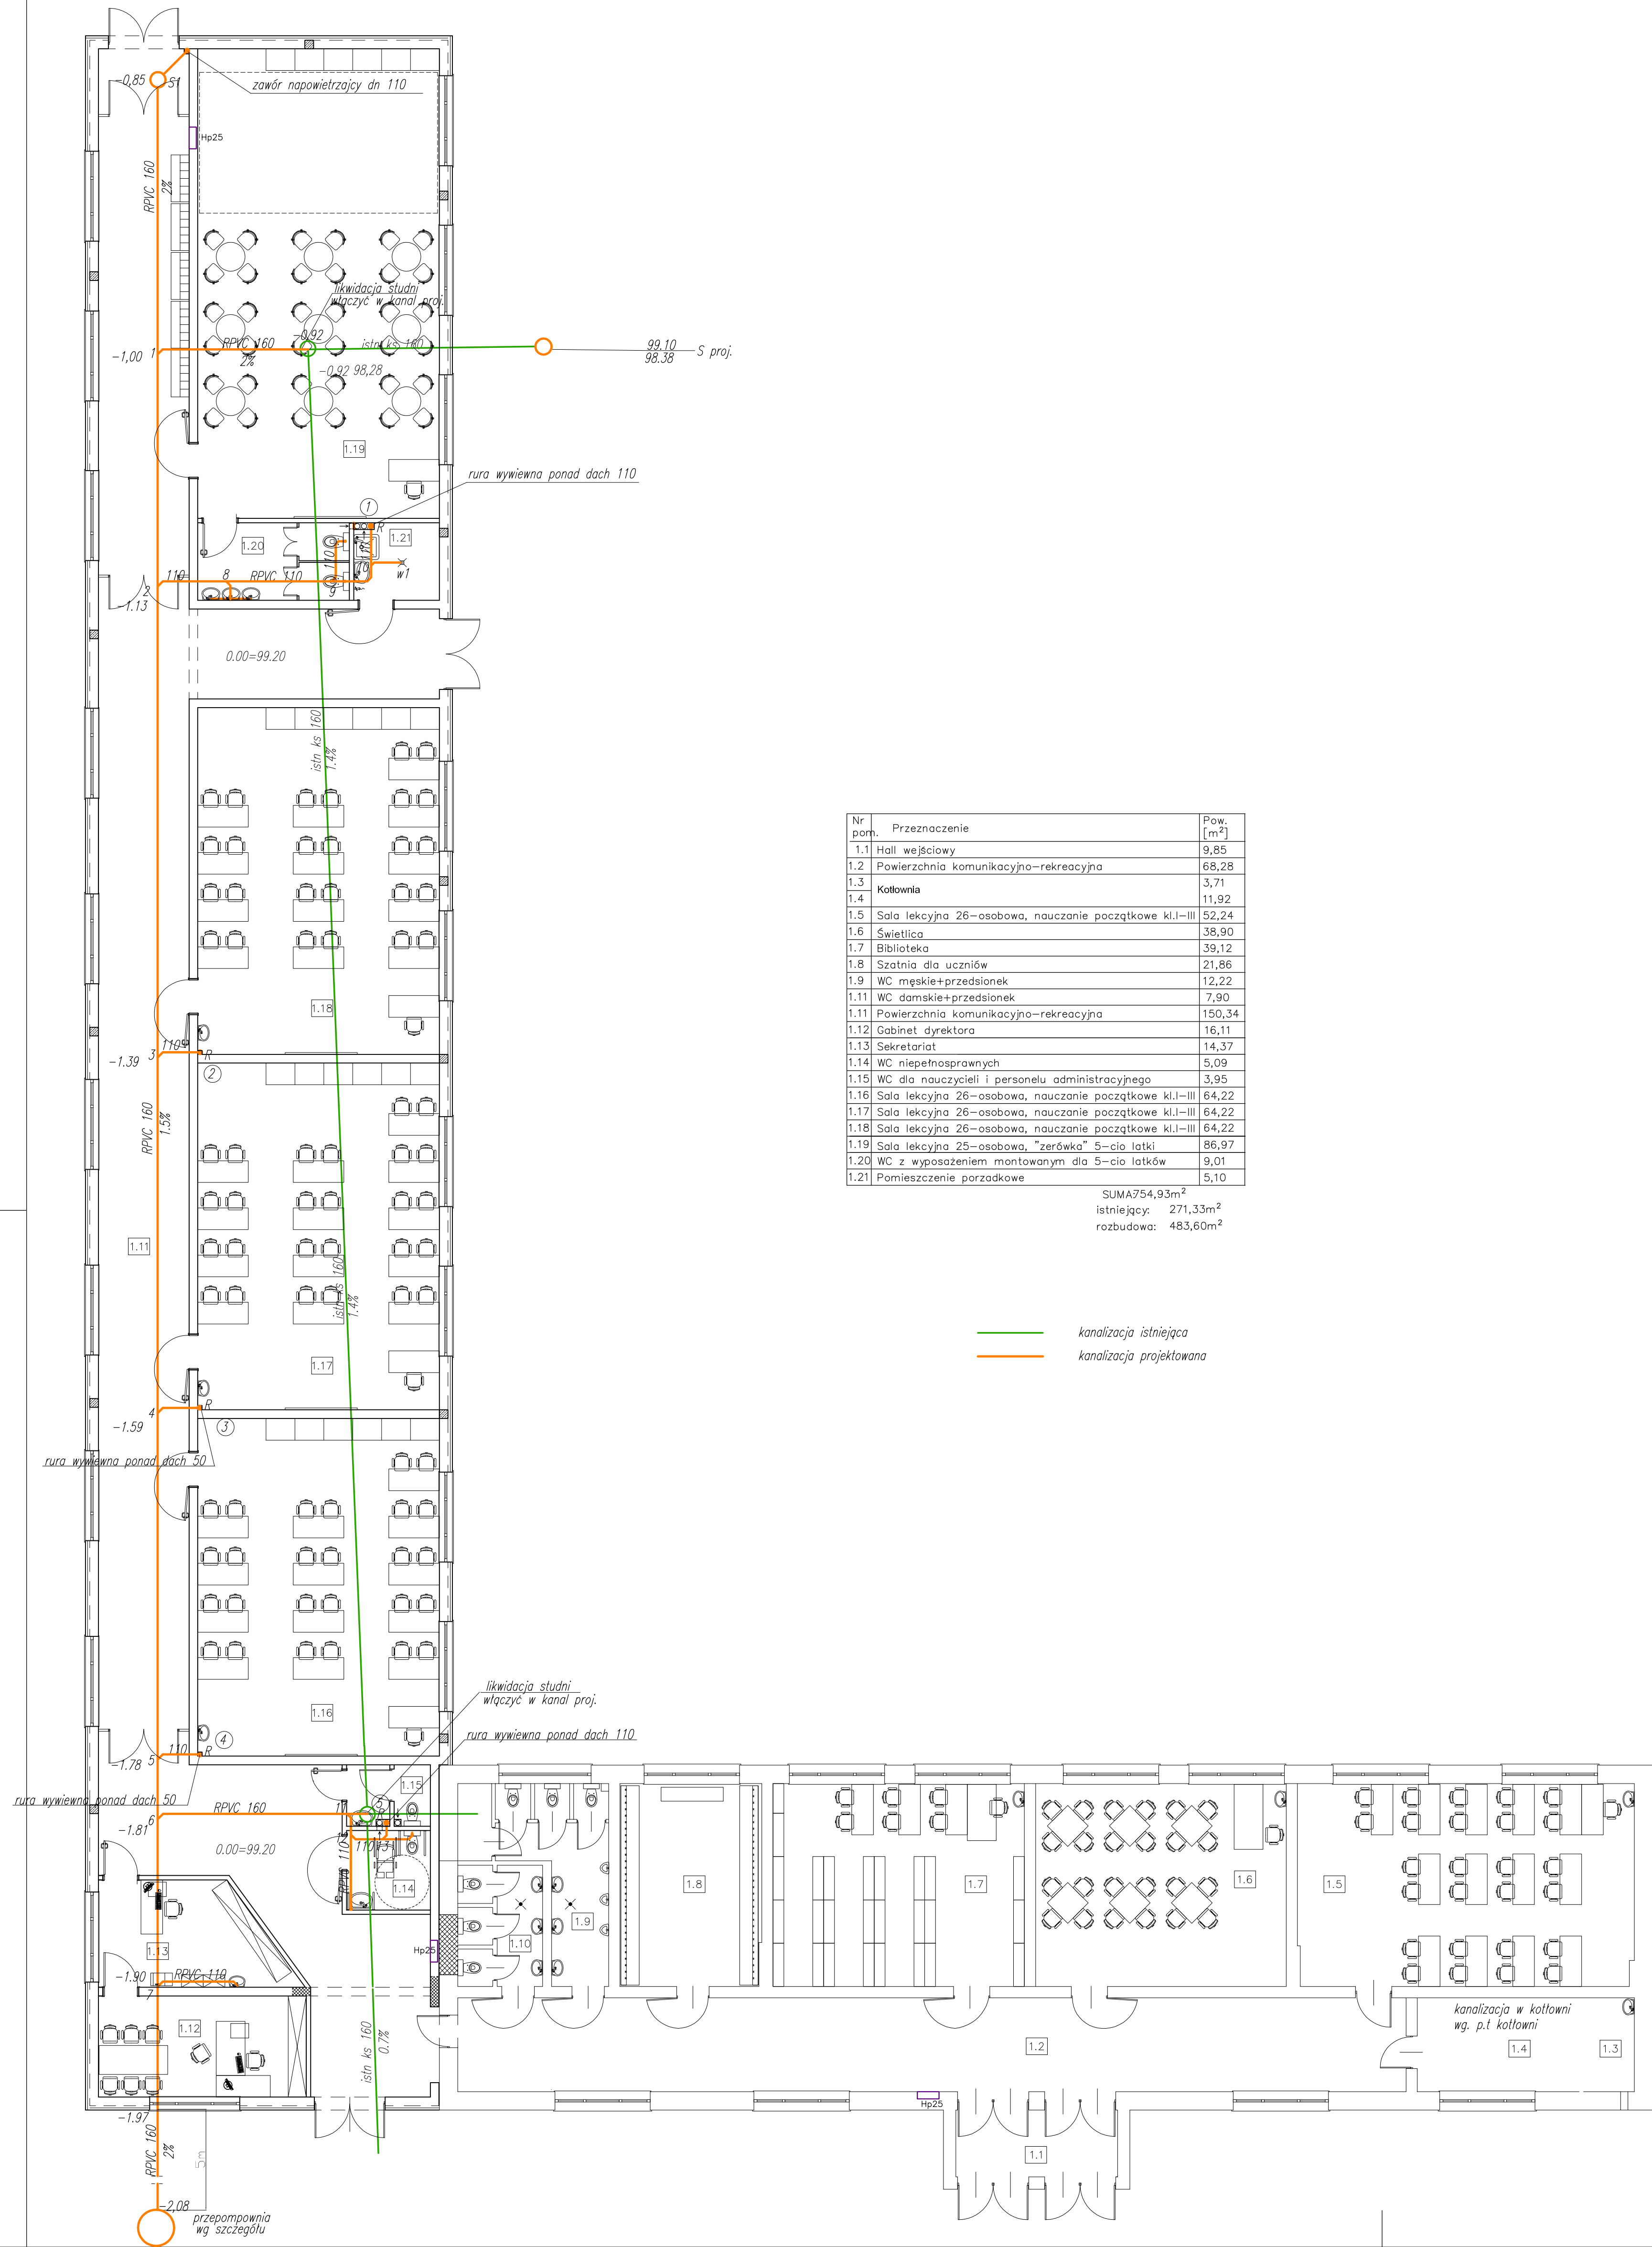 -0,85
S1
zawór napowietrzajcy dn 110
Hp25
RPVC 160
2%
likwidacja studni
włączyć w kanal proj.
-0,92
RPVC 160
2%
istn ks 160
-1,00
1
-0.92 98,28
99.10
98.38
S proj.
1.19
rura wywiewna ponad dach 110
1
R
1.20
1.21
110
110
8
RPVC 110
110
9
10
w1
2
-1.13
0.00=99.20
istn ks 160
1.4%
1.18
110
3
R
-1.39
2
RPVC 160
1.5%
1.11
istn ks 160
1.4%
1.17
4
R
-1.59
3
rura wywiewna ponad dach 50
likwidacja studni
włączyć w kanal proj.
1.16
4
rura wywiewna ponad dach 110
110
R
5
-1.78
1.15
rura wywiewna ponad dach 50
RPVC 160
5
6
-1.81
0.00=99.20
110
13
RPVC 110
1.14
1.13
Hp25
-1.90
RPVC 110
7
1.12
istn ks 160
0.7%
-1.97
RPVC 160
2%
5m
-2,08
przepompownia
wg szczegółu
1.10
1.9
1.8
1.7
1.6
1.5
kanalizacja w kotłowni
wg. p.t kotłowni
1.2
1.4
1.3
Hp25
1.1
Nr pom. Przeznaczenie Pow. [m²]
1.1 Hall wejściowy 9,85
1.2 Powierzchnia komunikacyjno-rekreacyjna 68,28
1.3 Kotłownia 3,71
1.4 11,92
1.5 Sala lekcyjna 26-osobowa, nauczanie początkowe kl.I-III 52,24
1.6 Świetlica 38,90
1.7 Biblioteka 39,12
1.8 Szatnia dla uczniów 21,86
1.9 WC męskie+przedsionek 12,22
1.11 WC damskie+przedsionek 7,90
1.11 Powierzchnia komunikacyjno-rekreacyjna 150,34
1.12 Gabinet dyrektora 16,11
1.13 Sekretariat 14,37
1.14 WC niepełnosprawnych 5,09
1.15 WC dla nauczycieli i personelu administracyjnego 3,95
1.16 Sala lekcyjna 26-osobowa, nauczanie początkowe kl.I-III 64,22
1.17 Sala lekcyjna 26-osobowa, nauczanie początkowe kl.I-III 64,22
1.18 Sala lekcyjna 26-osobowa, nauczanie początkowe kl.I-III 64,22
1.19 Sala lekcyjna 25-osobowa, "zerówka" 5-cio latki 86,97
1.20 WC z wyposażeniem montowanym dla 5-cio latków 9,01
1.21 Pomieszczenie porzadkowe 5,10
SUMA754,93m²
istniejący: 271,33m²
rozbudowa: 483,60m²
kanalizacja istniejąca
kanalizacja projektowana